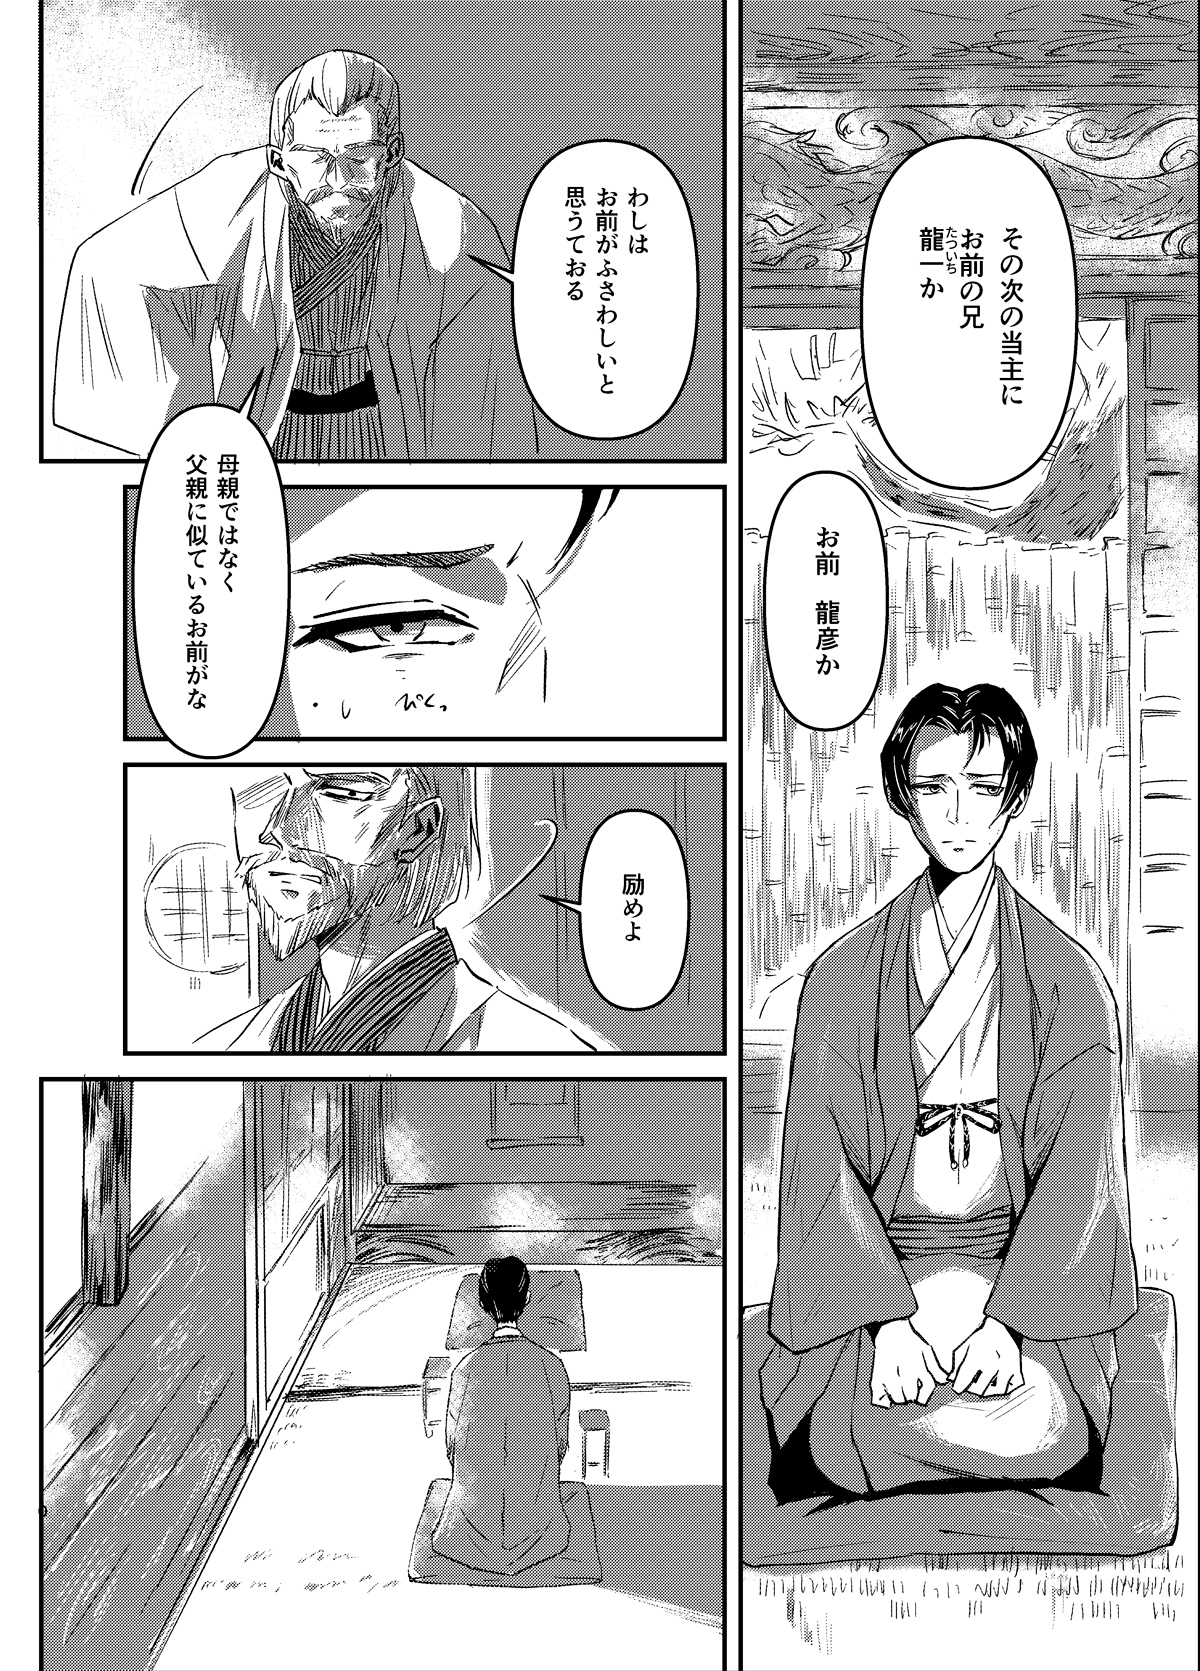 その次の当主に
お前の兄
龍一か
たついち
お前 龍彦か
わしは
お前がふさわしいと
思うておる
母親ではなく
父親に似ているお前がな
ぴくっ
励めよ